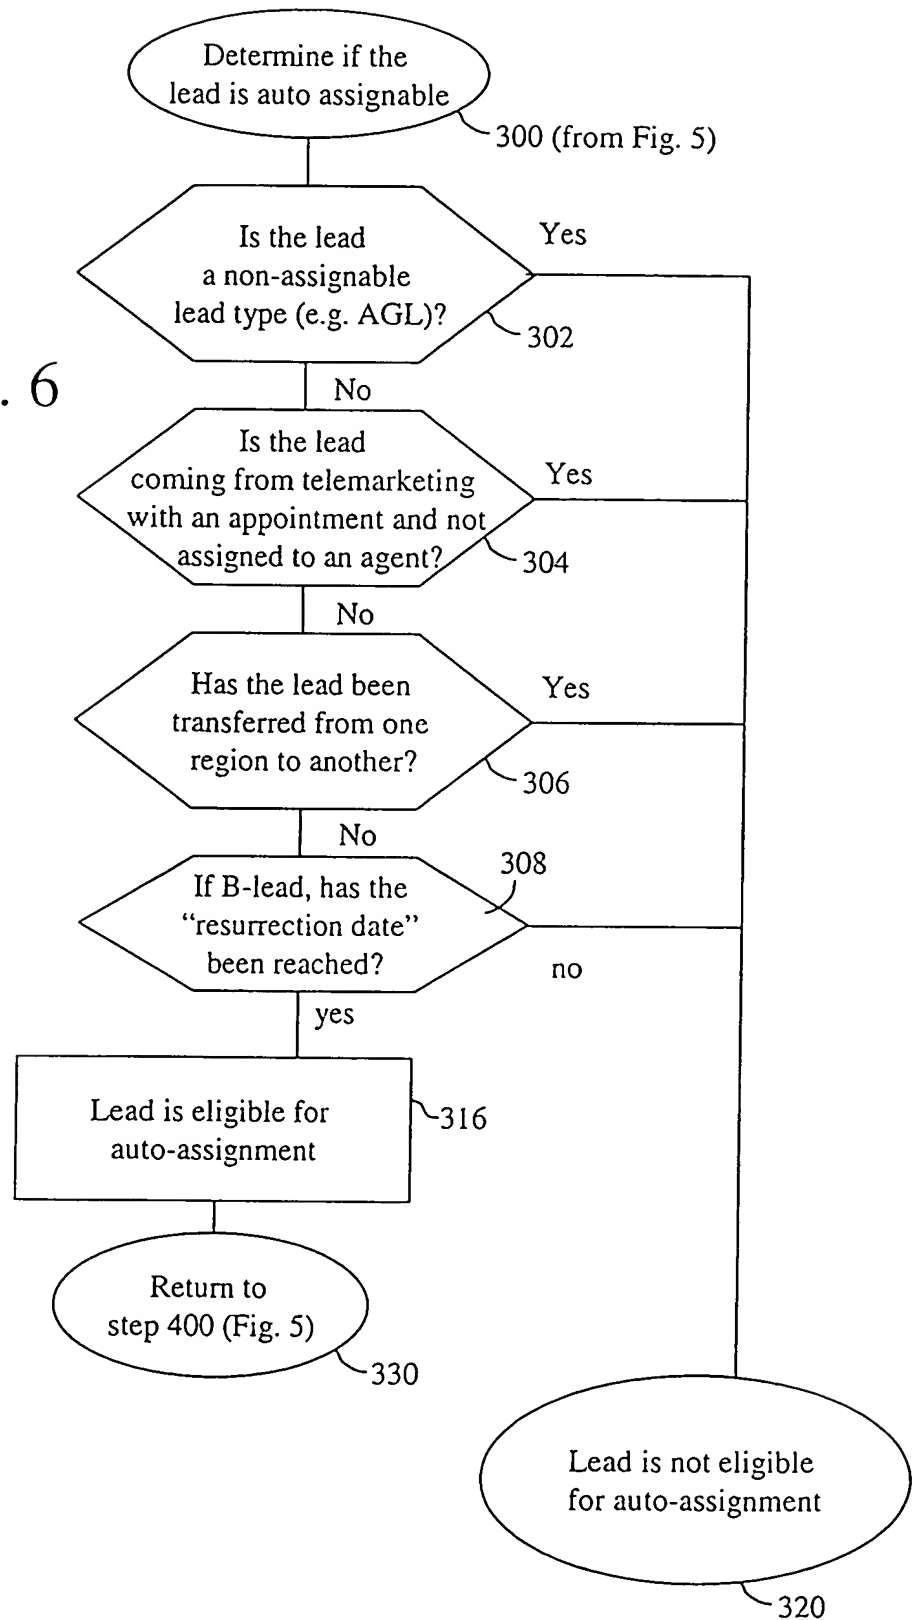 Determine if the
lead is auto assignable
300 (from Fig. 5)
Is the lead
a non-assignable
lead type (e.g. AGL)?
Yes
302
. 6
No
Is the lead
coming from telemarketing
with an appointment and not
assigned to an agent?
Yes
304
No
Has the lead been
transferred from one
region to another?
Yes
306
No
308
If B-lead, has the
“resurrection date”
been reached?
no
yes
Lead is eligible for
auto-assignment
316
Return to
step 400 (Fig. 5)
330
Lead is not eligible
for auto-assignment
320